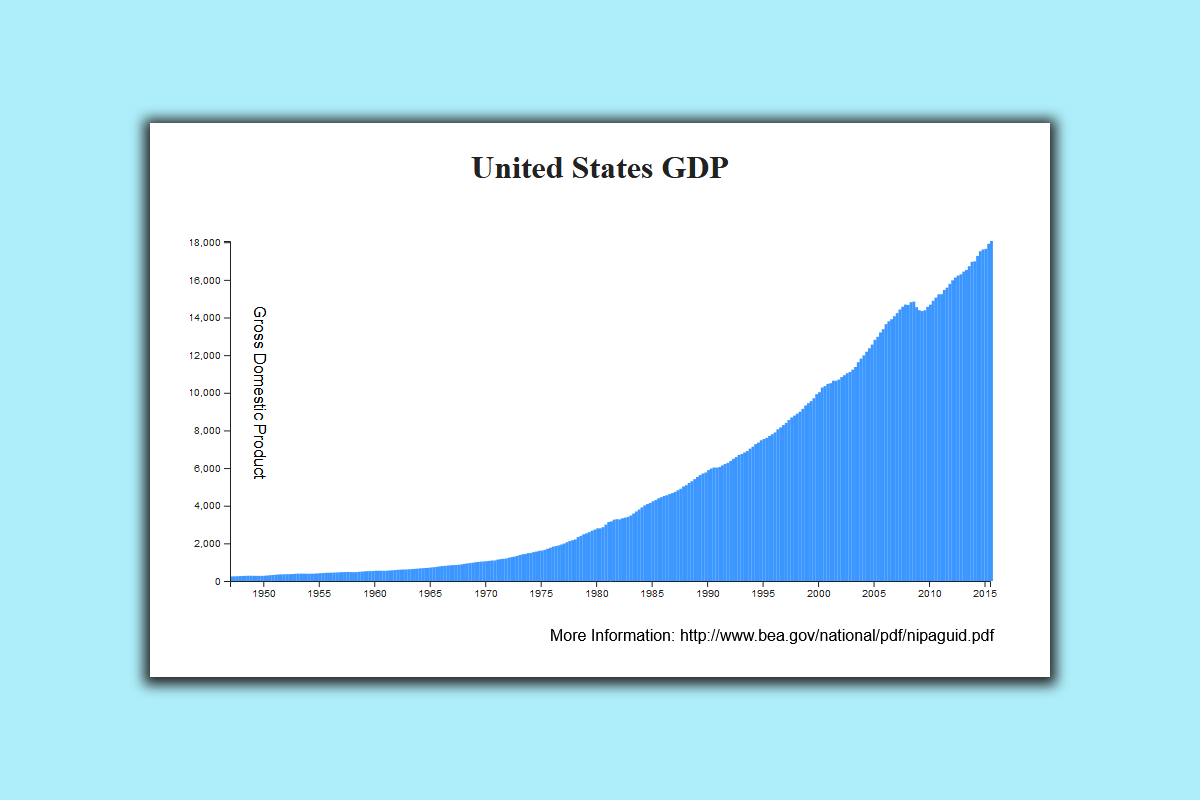 United States GDP
18,000
16,000
14,000
12,000
10,000
8,000
6,000
4,000
2,000
0
Gross Domestic Product
1950 1955 1960 1965 1970 1975 1980 1985 1990 1995 2000 2005 2010 2015
More Information: http://www.bea.gov/national/pdf/nipaguid.pdf